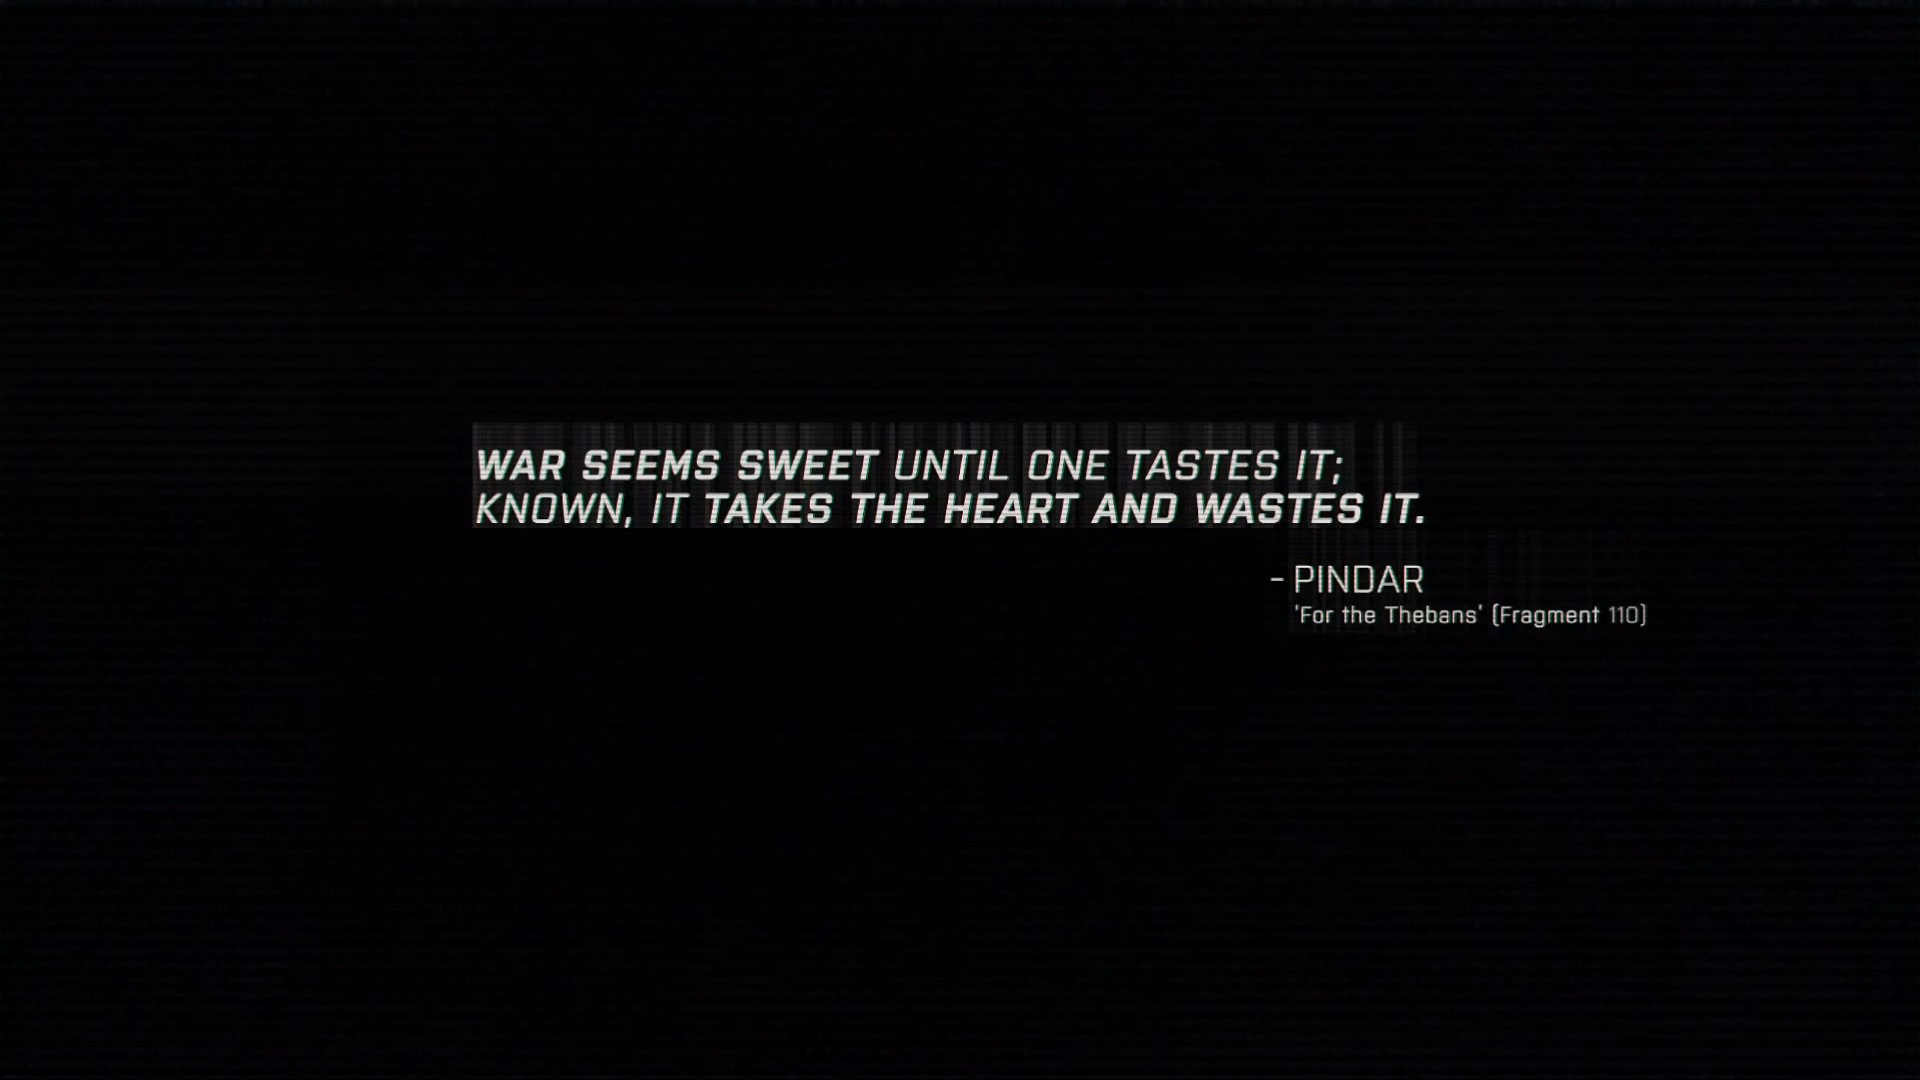 WAR SEEMS SWEET UNTIL ONE TASTES IT;
KNOWN, IT TAKES THE HEART AND WASTES IT.
- PINDAR
'For the Thebans' (Fragment 110)